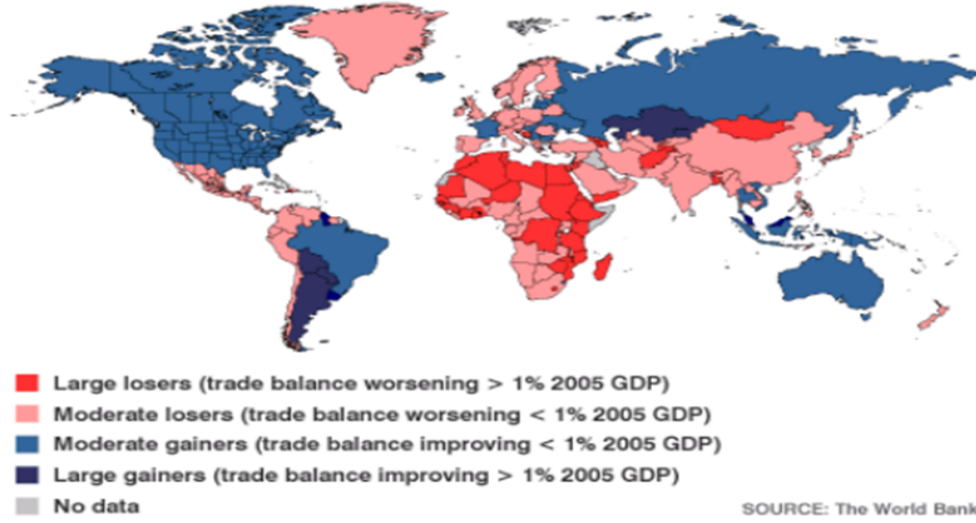 Large losers (trade balance worsening > 1% 2005 GDP)
Moderate losers (trade balance worsening < 1% 2005 GDP)
Moderate gainers (trade balance improving < 1% 2005 GDP)
Large gainers (trade balance improving > 1% 2005 GDP)
No data
SOURCE: The World Bank